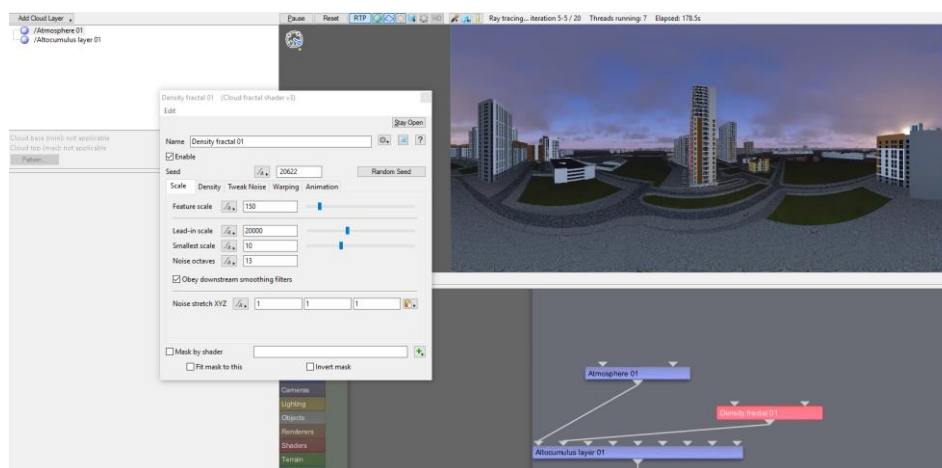 Add Cloud Layer
Pause Reset RTP HD Ray tracing... iteration 5-5 / 20 Threads running: 7 Elapsed: 178.5s
/Atmosphere 01
/Altocumulus layer 01
Cloud base (min): not applicable
Cloud top (max): not applicable
Pattern...
Density fractal 01 (Cloud fractal shader v3)
Edit
Stay Open
Name Density fractal 01 ?
Enable
Seed 20622 Random Seed
Scale Density Tweak Noise Warping Animation
Feature scale 150
Lead-in scale 20000
Smallest scale 10
Noise octaves 13
Obey downstream smoothing filters
Noise stretch XYZ 1 1 1
Mask by shader
Fit mask to this Invert mask
Cameras
Lighting
Objects
Renderers
Shaders
Terrain
Atmosphere 01
Density fractal 01
Altocumulus layer 01